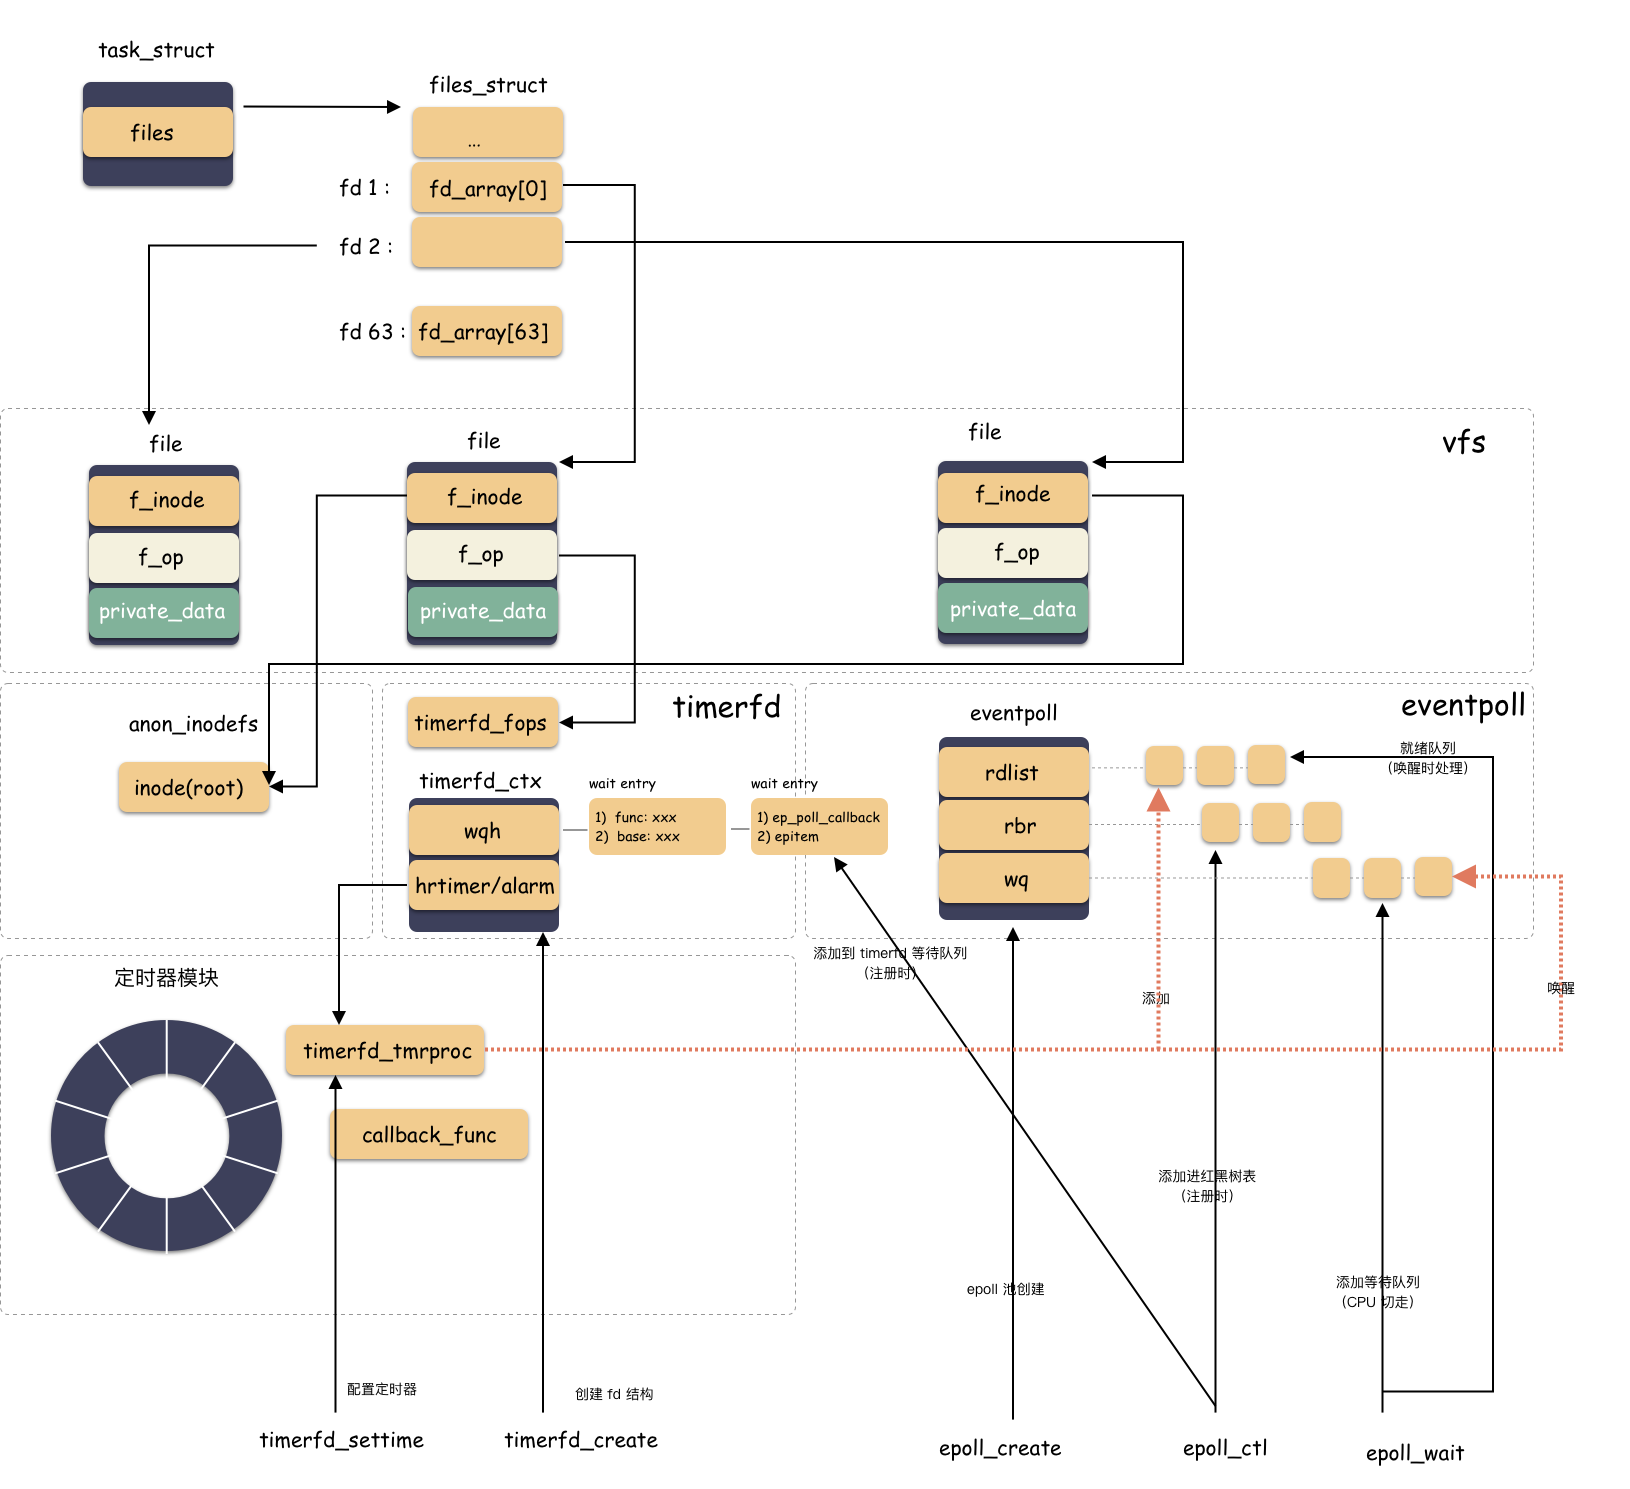 task_struct
files
files_struct
...
fd 1 :
fd_array[0]
fd 2 :
fd 63 :
fd_array[63]
vfs
file
f_inode
f_op
private_data
file
f_inode
f_op
private_data
file
f_inode
f_op
private_data
anon_inodefs
inode(root)
timerfd
timerfd_fops
timerfd_ctx
wqh
hrtimer/alarm
wait entry
1) func: xxx
2) base: xxx
wait entry
1) ep_poll_callback
2) epitem
eventpoll
eventpoll
rdlist
rbr
wq
就绪队列
（唤醒时处理）
添加到 timerfd 等待队列
（注册时）
添加
唤醒
定时器模块
timerfd_tmrproc
callback_func
添加进红黑树表
（注册时）
epoll 池创建
添加等待队列
（CPU 切走）
配置定时器
创建 fd 结构
timerfd_settime
timerfd_create
epoll_create
epoll_ctl
epoll_wait